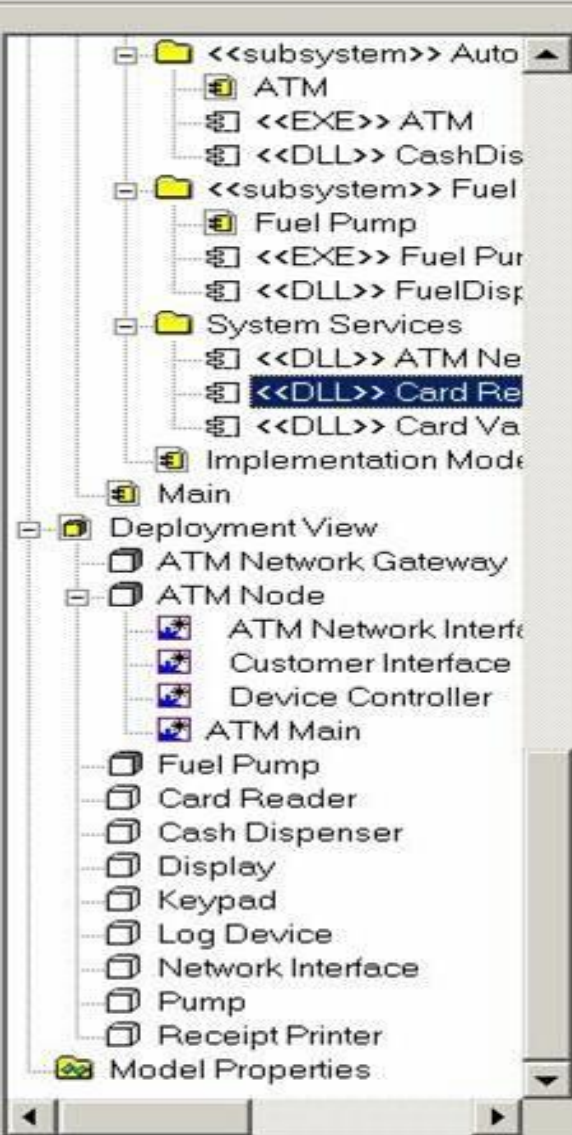 <<subsystem>> Auto
ATM
<<EXE>> ATM
<<DLL>> CashDis
<<subsystem>> Fuel
Fuel Pump
<<EXE>> Fuel Pur
<<DLL>> FuelDisp
System Services
<<DLL>> ATM Ne
<<DLL>> Card Re
<<DLL>> Card Va
Implementation Mode
Main
Deployment View
ATM Network Gateway
ATM Node
ATM Network Interfa
Customer Interface
Device Controller
ATM Main
Fuel Pump
Card Reader
Cash Dispenser
Display
Keypad
Log Device
Network Interface
Pump
Receipt Printer
Model Properties